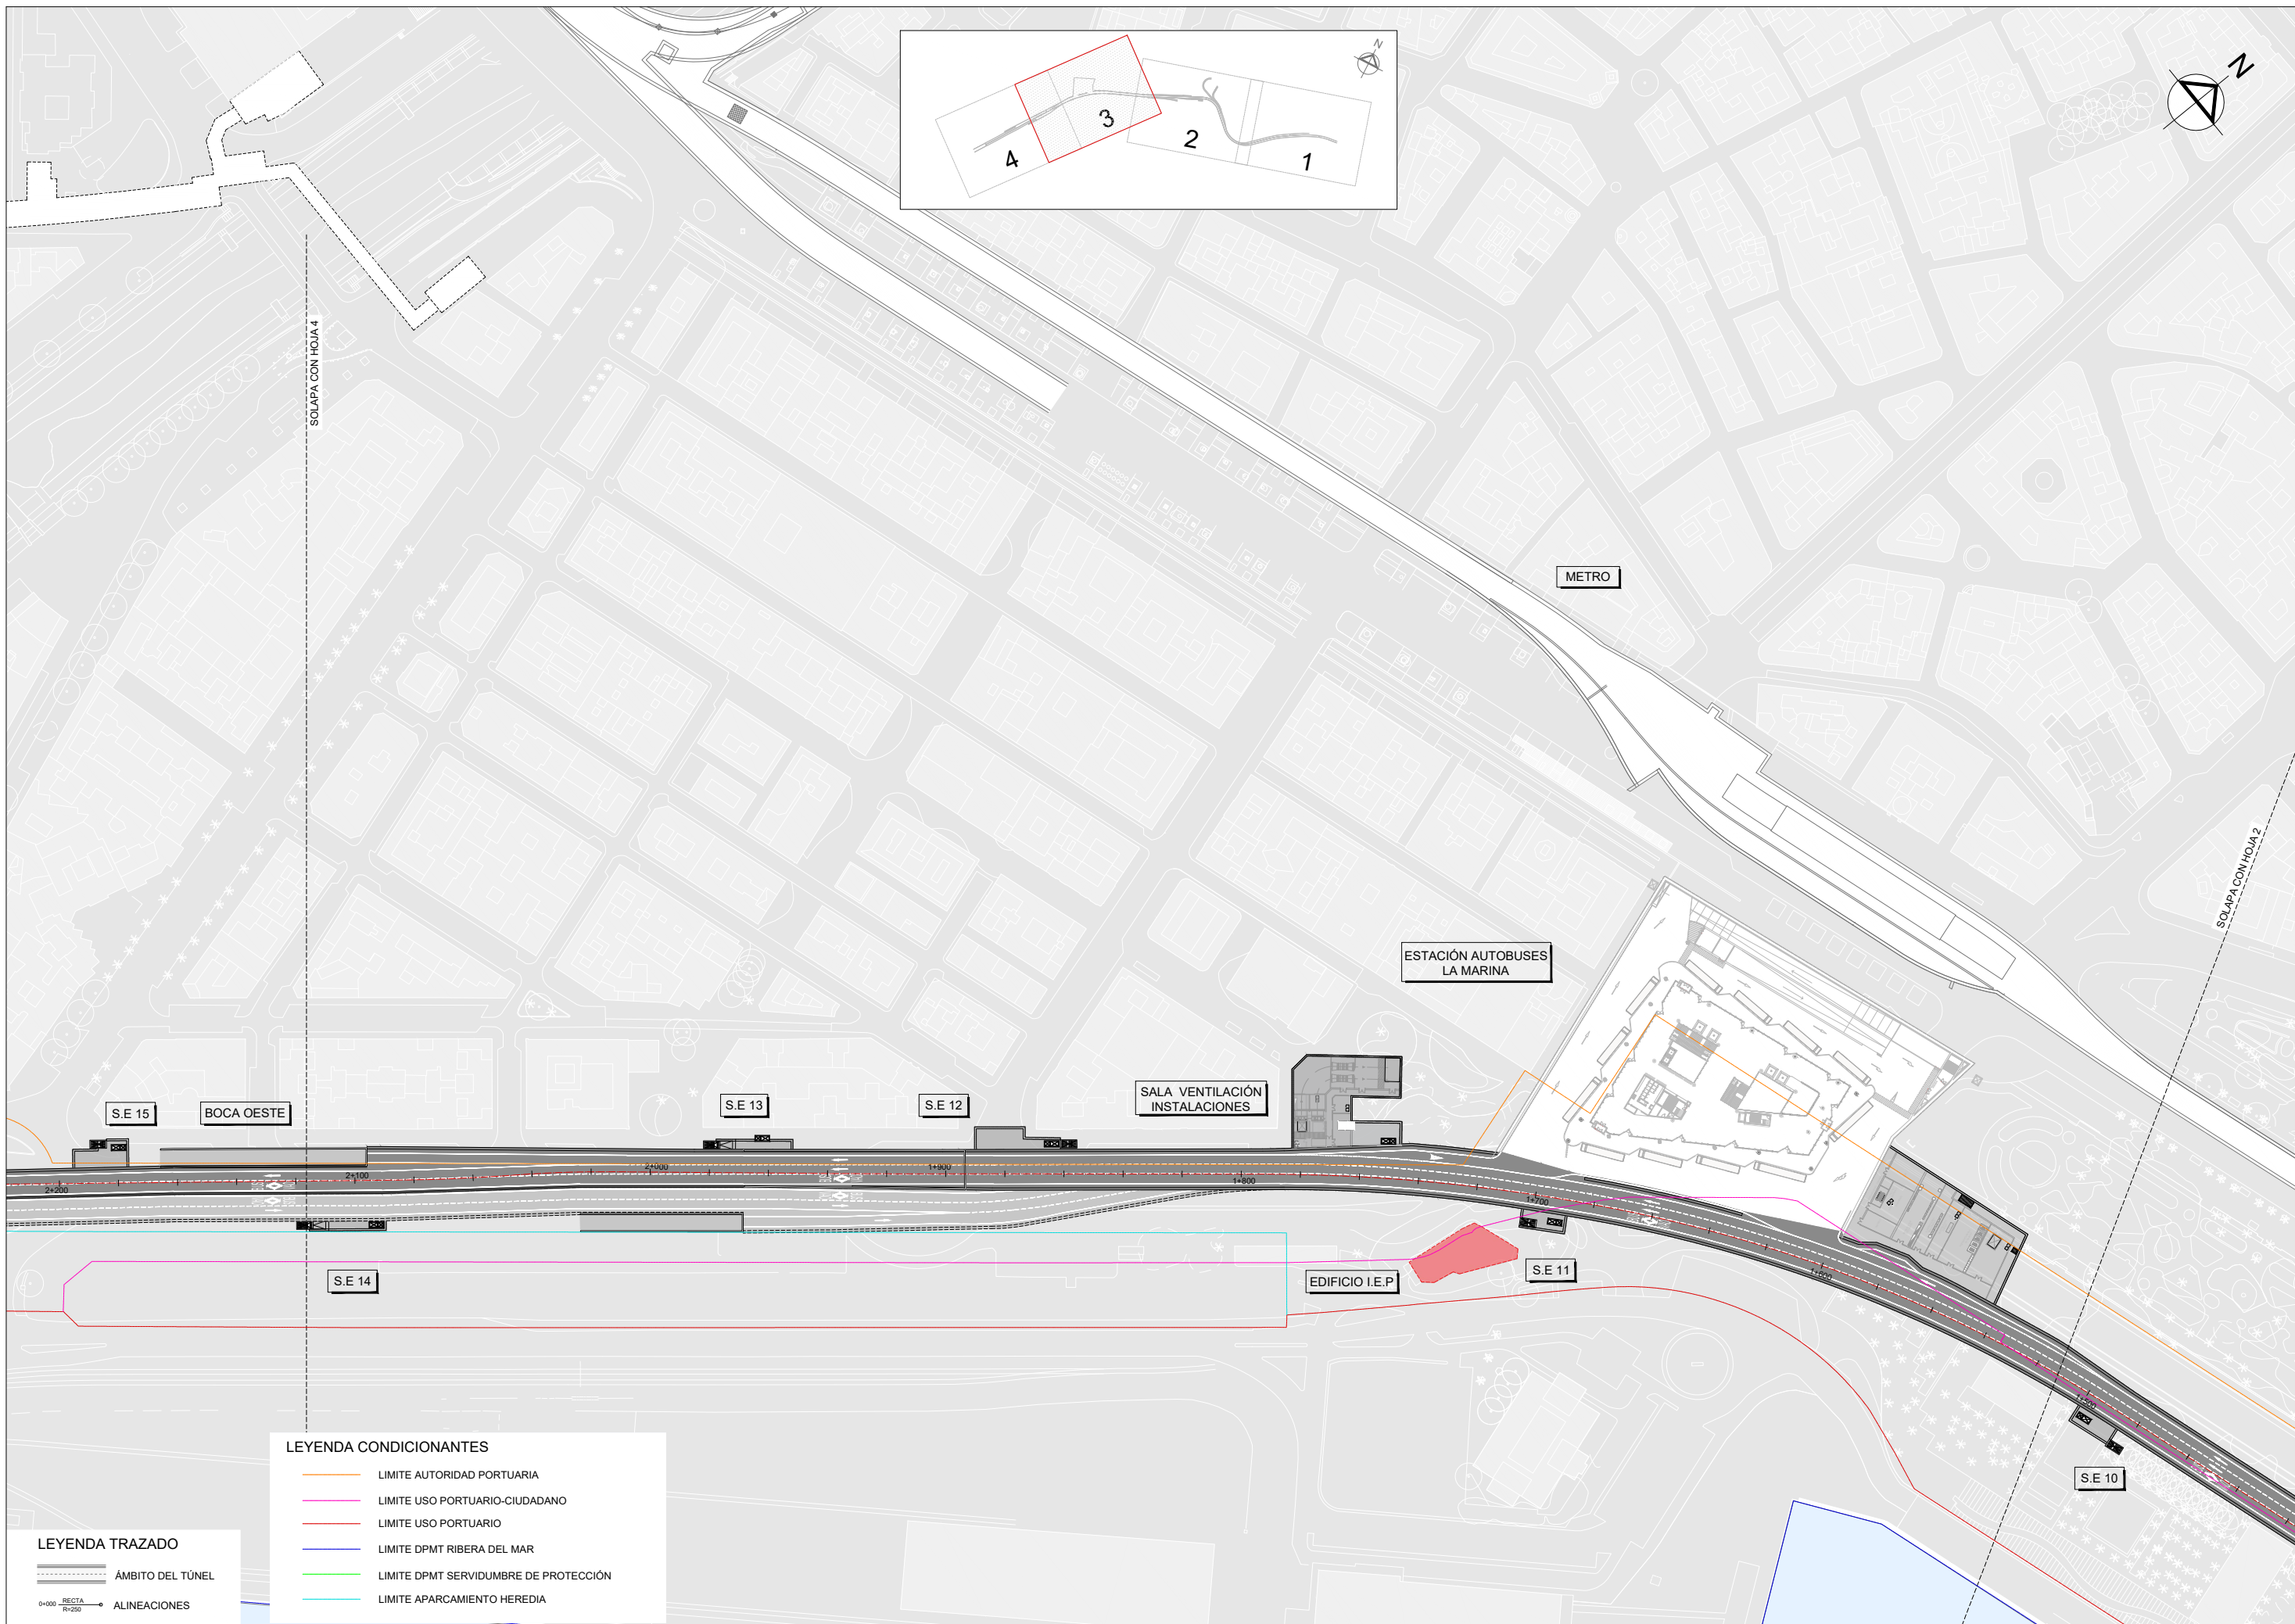 N
4
3
2
1
N
SOLAPA CON HOJA 4
METRO
SOLAPA CON HOJA 2
ESTACIÓN AUTOBUSES
LA MARINA
S.E 15
BOCA OESTE
S.E 13
S.E 12
SALA VENTILACIÓN
INSTALACIONES
2+200
2+100
2+000
1+900
1+800
1+700
1+600
1+500
S.E 14
EDIFICIO I.E.P
S.E 11
S.E 10
LEYENDA CONDICIONANTES
LIMITE AUTORIDAD PORTUARIA
LIMITE USO PORTUARIO-CIUDADANO
LIMITE USO PORTUARIO
LIMITE DPMT RIBERA DEL MAR
LIMITE DPMT SERVIDUMBRE DE PROTECCIÓN
LIMITE APARCAMIENTO HEREDIA
LEYENDA TRAZADO
ÁMBITO DEL TÚNEL
0+000 RECTA
R=250
ALINEACIONES